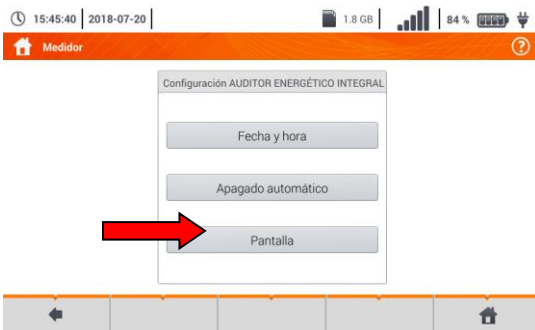 15:45:40 2018-07-20 1.8 GB 84 %
Medidor ?
Configuración AUDITOR ENERGÉTICO INTEGRAL
Fecha y hora
Apagado automático
Pantalla